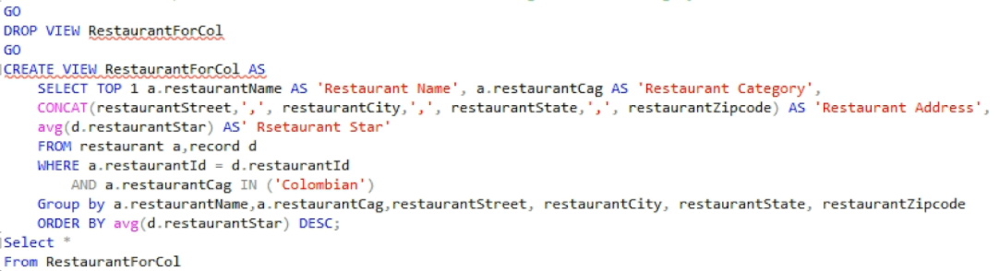 GO
DROP VIEW RestaurantForCol
GO
CREATE VIEW RestaurantForCol AS
SELECT TOP 1 a.restaurantName AS 'Restaurant Name', a.restaurantCag AS 'Restaurant Category',
CONCAT(restaurantStreet,',', restaurantCity,',', restaurantState,',', restaurantZipcode) AS 'Restaurant Address',
avg(d.restaurantStar) AS' Rsetaurant Star'
FROM restaurant a,record d
WHERE a.restaurantId = d.restaurantId
AND a.restaurantCag IN ('Colombian')
Group by a.restaurantName,a.restaurantCag,restaurantStreet, restaurantCity, restaurantState, restaurantZipcode
ORDER BY avg(d.restaurantStar) DESC;
Select *
From RestaurantForCol